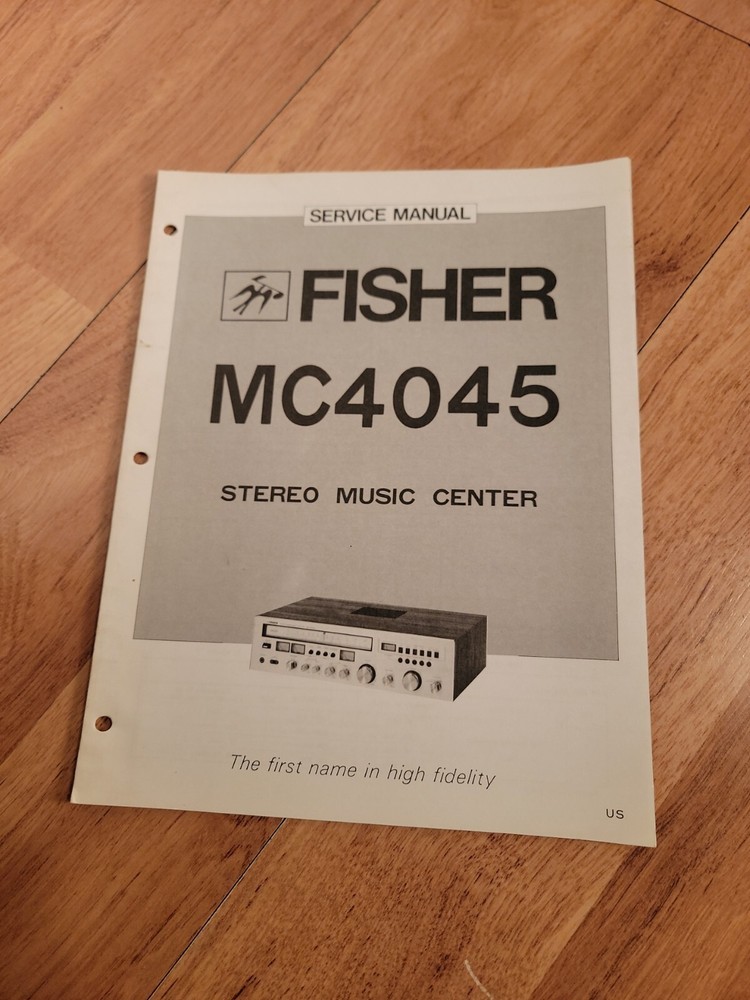 SERVICE MANUAL
FISHER
MC4045
STEREO MUSIC CENTER
The first name in high fidelity
US